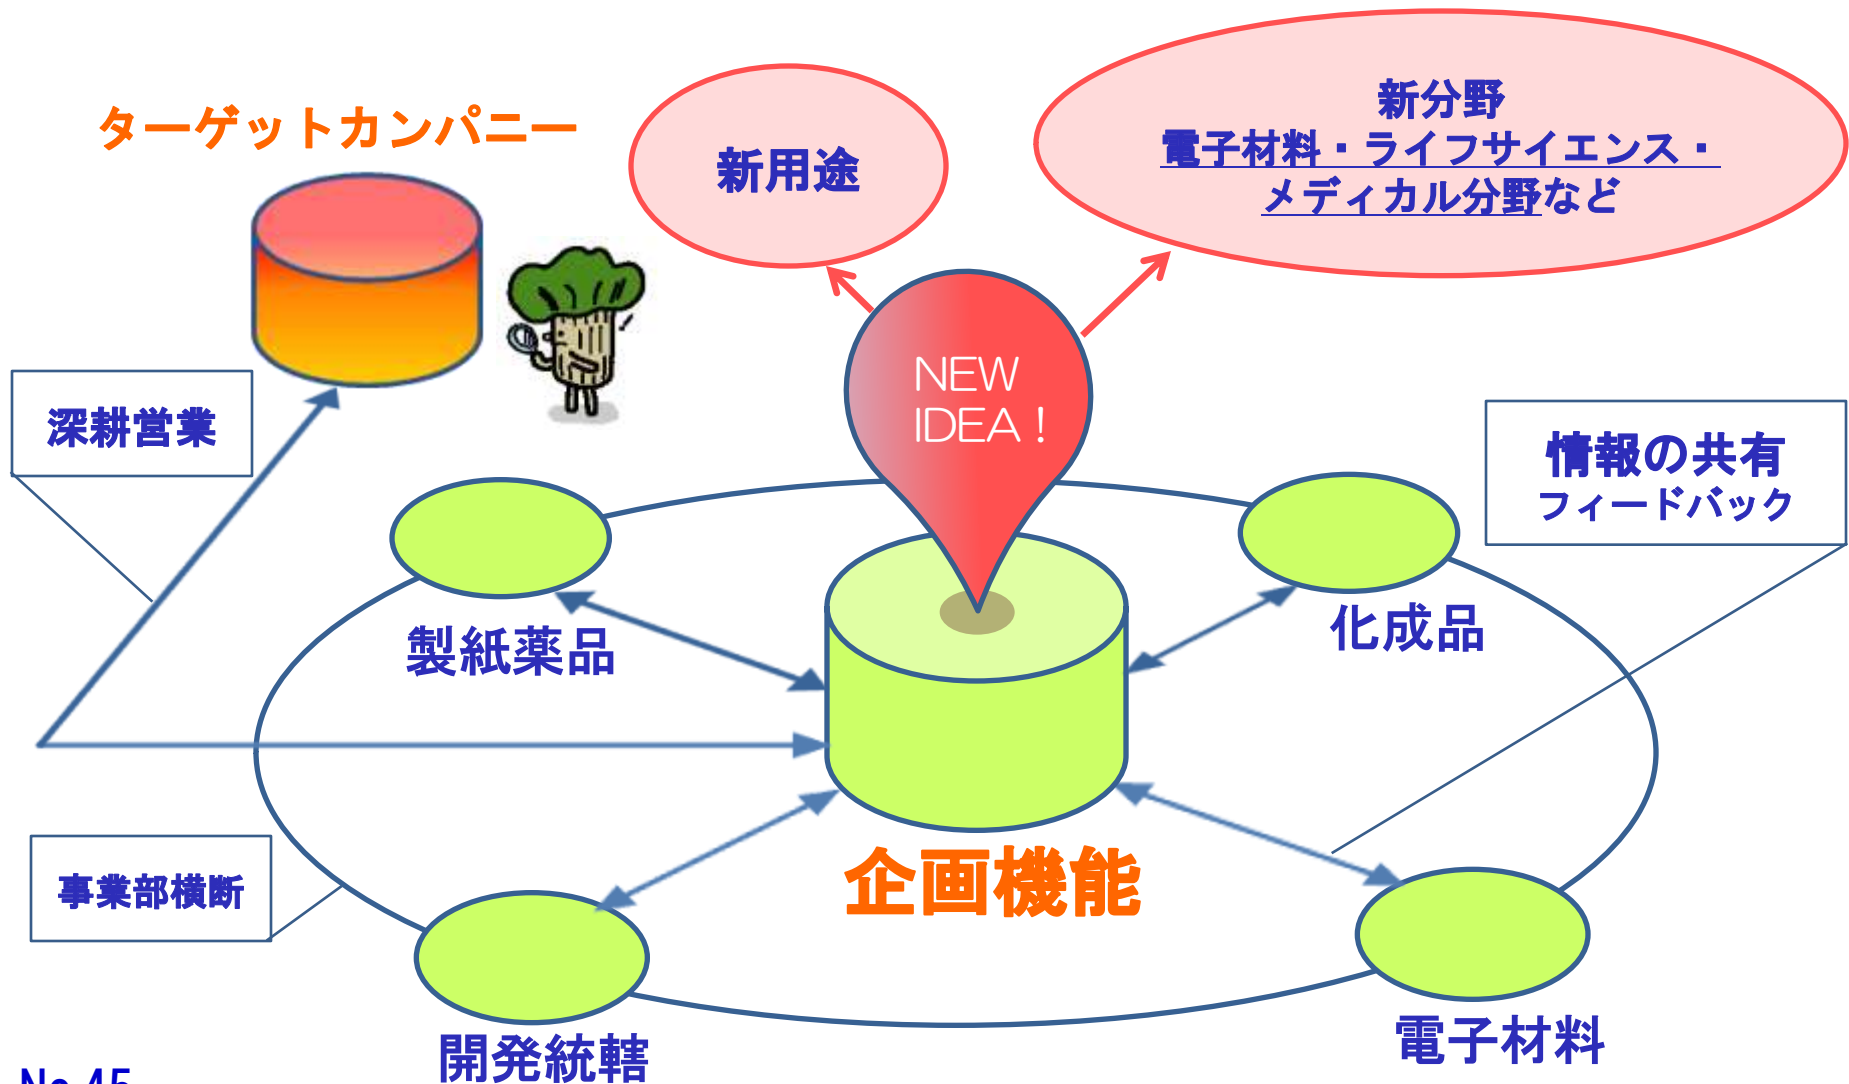 ターゲットカンパニー
新用途
新分野
電子材料・ライフサイエンス・
メディカル分野など
NEW
IDEA！
深耕営業
情報の共有
フィードバック
製紙薬品
化成品
企画機能
事業部横断
開発統轄
電子材料
No.45